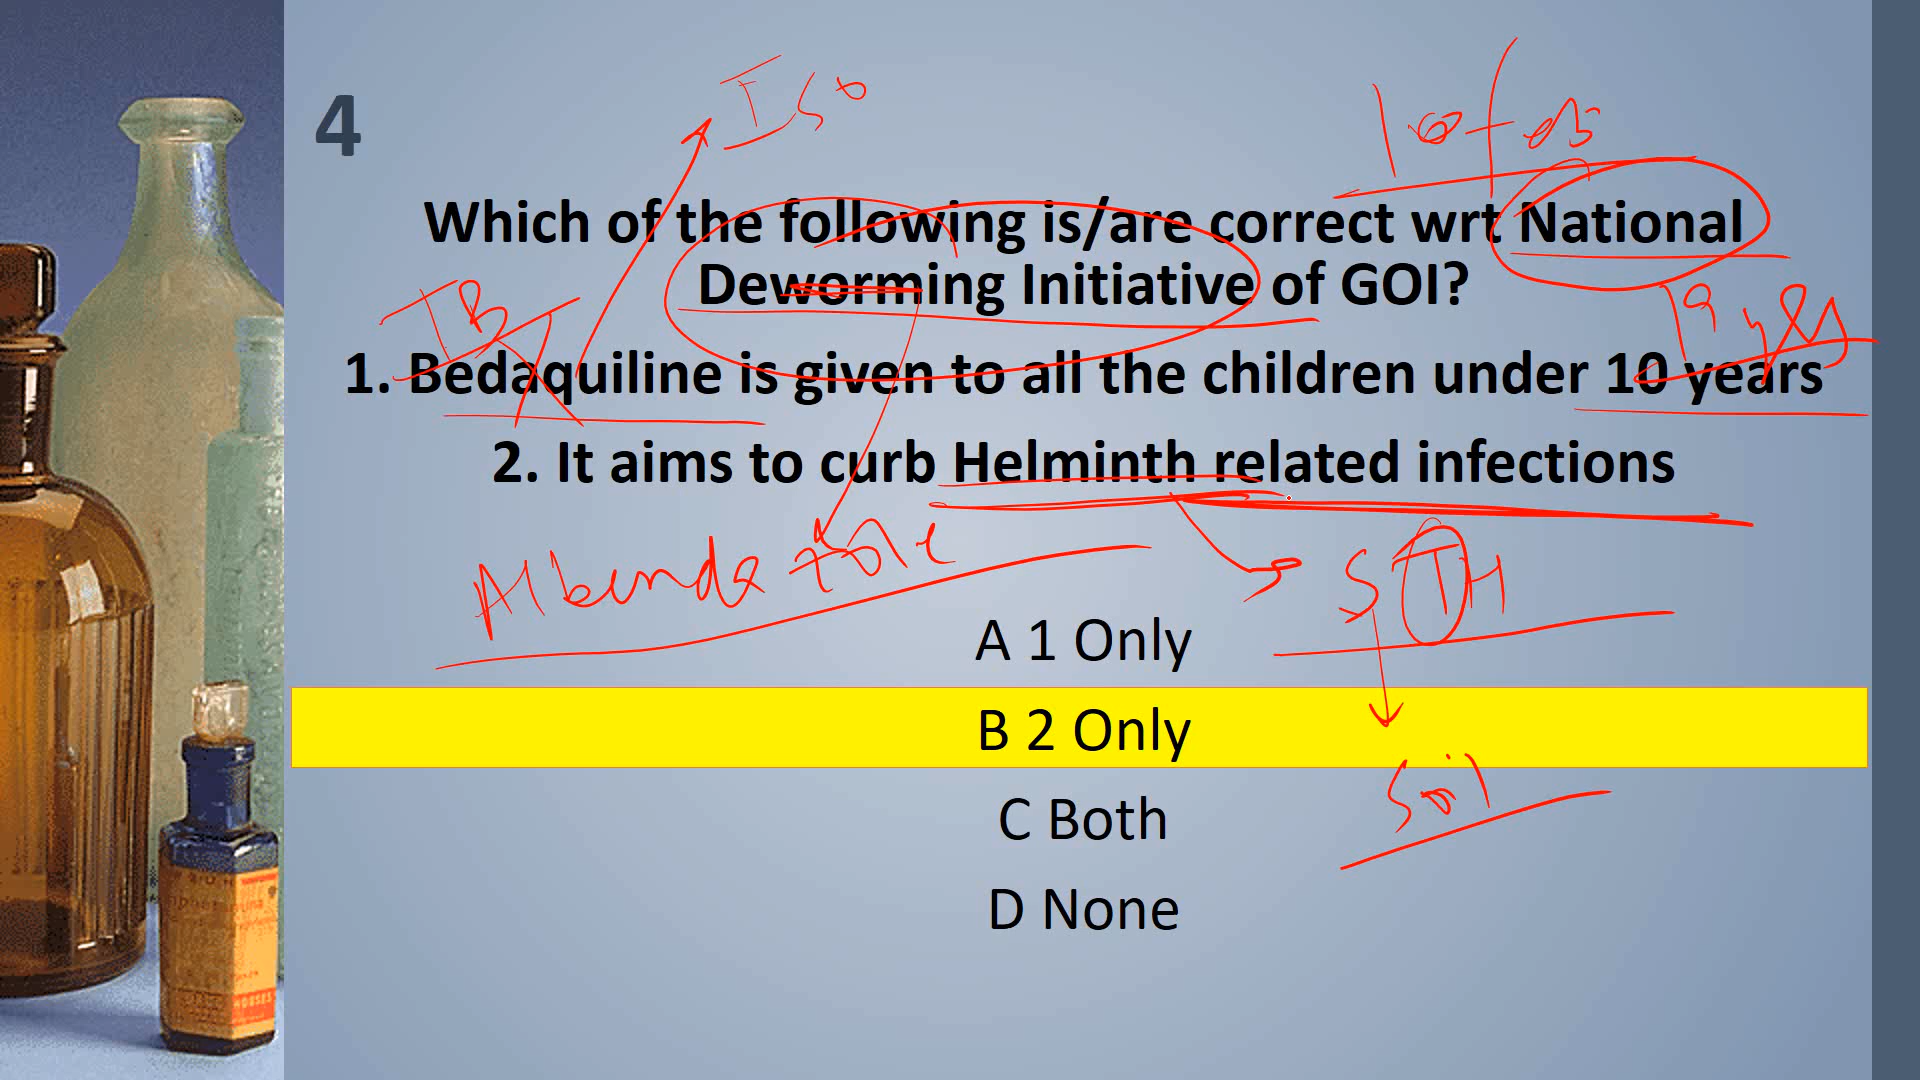 Iso
4
Which of the following is/are correct wrt National
Deworming Initiative of GOI?
TB
19 yrs
1. Bedaquiline is given to all the children under 10 years
2. It aims to curb Helminth related infections
Albendazole
STH
A 1 Only
B 2 Only
Soil
C Both
D None